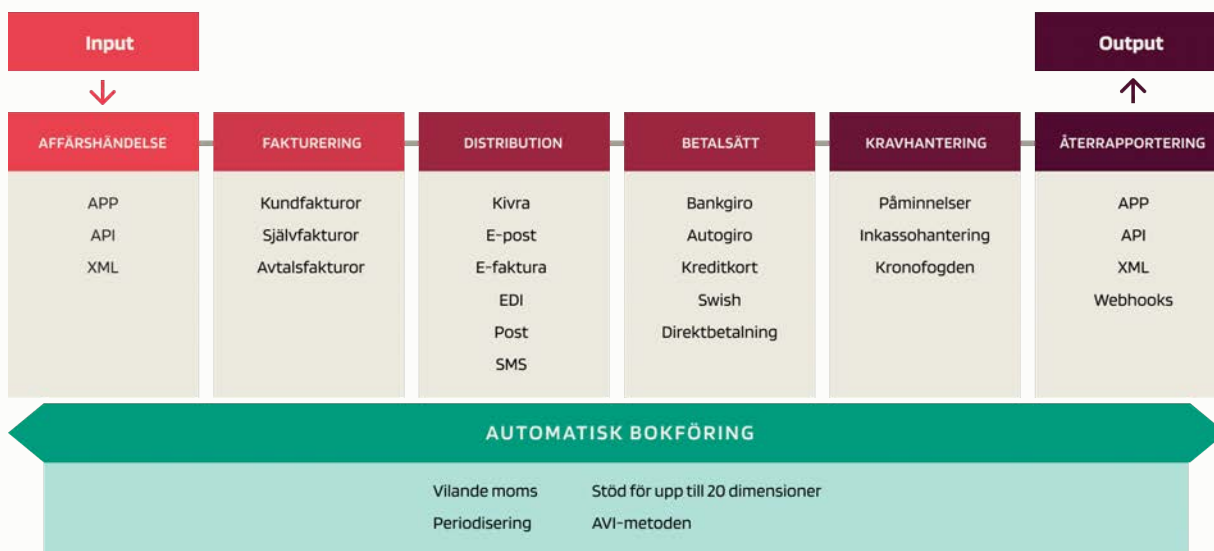 Input
Output
AFFÄRSHÄNDELSE
FAKTURERING
DISTRIBUTION
BETALSÄTT
KRAVHANTERING
ÅTERRAPPORTERING
APP
API
XML
Kundfakturor
Självfakturor
Avtalsfakturor
Kivra
E-post
E-faktura
EDI
Post
SMS
Bankgiro
Autogiro
Kreditkort
Swish
Direktbetalning
Påminnelser
Inkassohantering
Kronofogden
APP
API
XML
Webhooks
AUTOMATISK BOKFÖRING
Vilande moms
Stöd för upp till 20 dimensioner
Periodisering
AVI-metoden